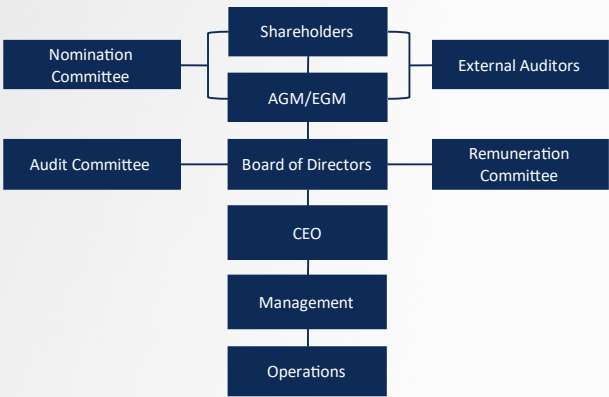 Shareholders
Nomination
Committee
External Auditors
AGM/EGM
Audit Committee
Board of Directors
Remuneration
Committee
CEO
Management
Operations